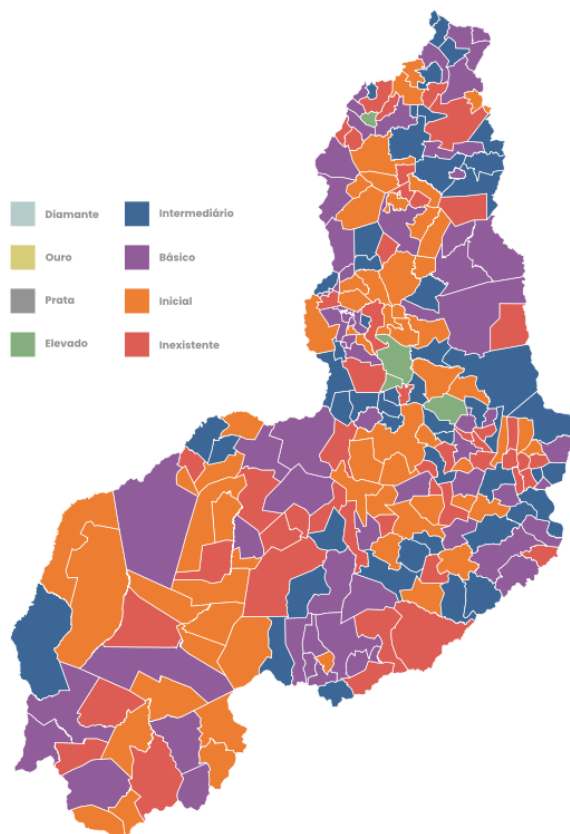 Diamante
Intermediário
Ouro
Básico
Prata
Inicial
Elevado
Inexistente